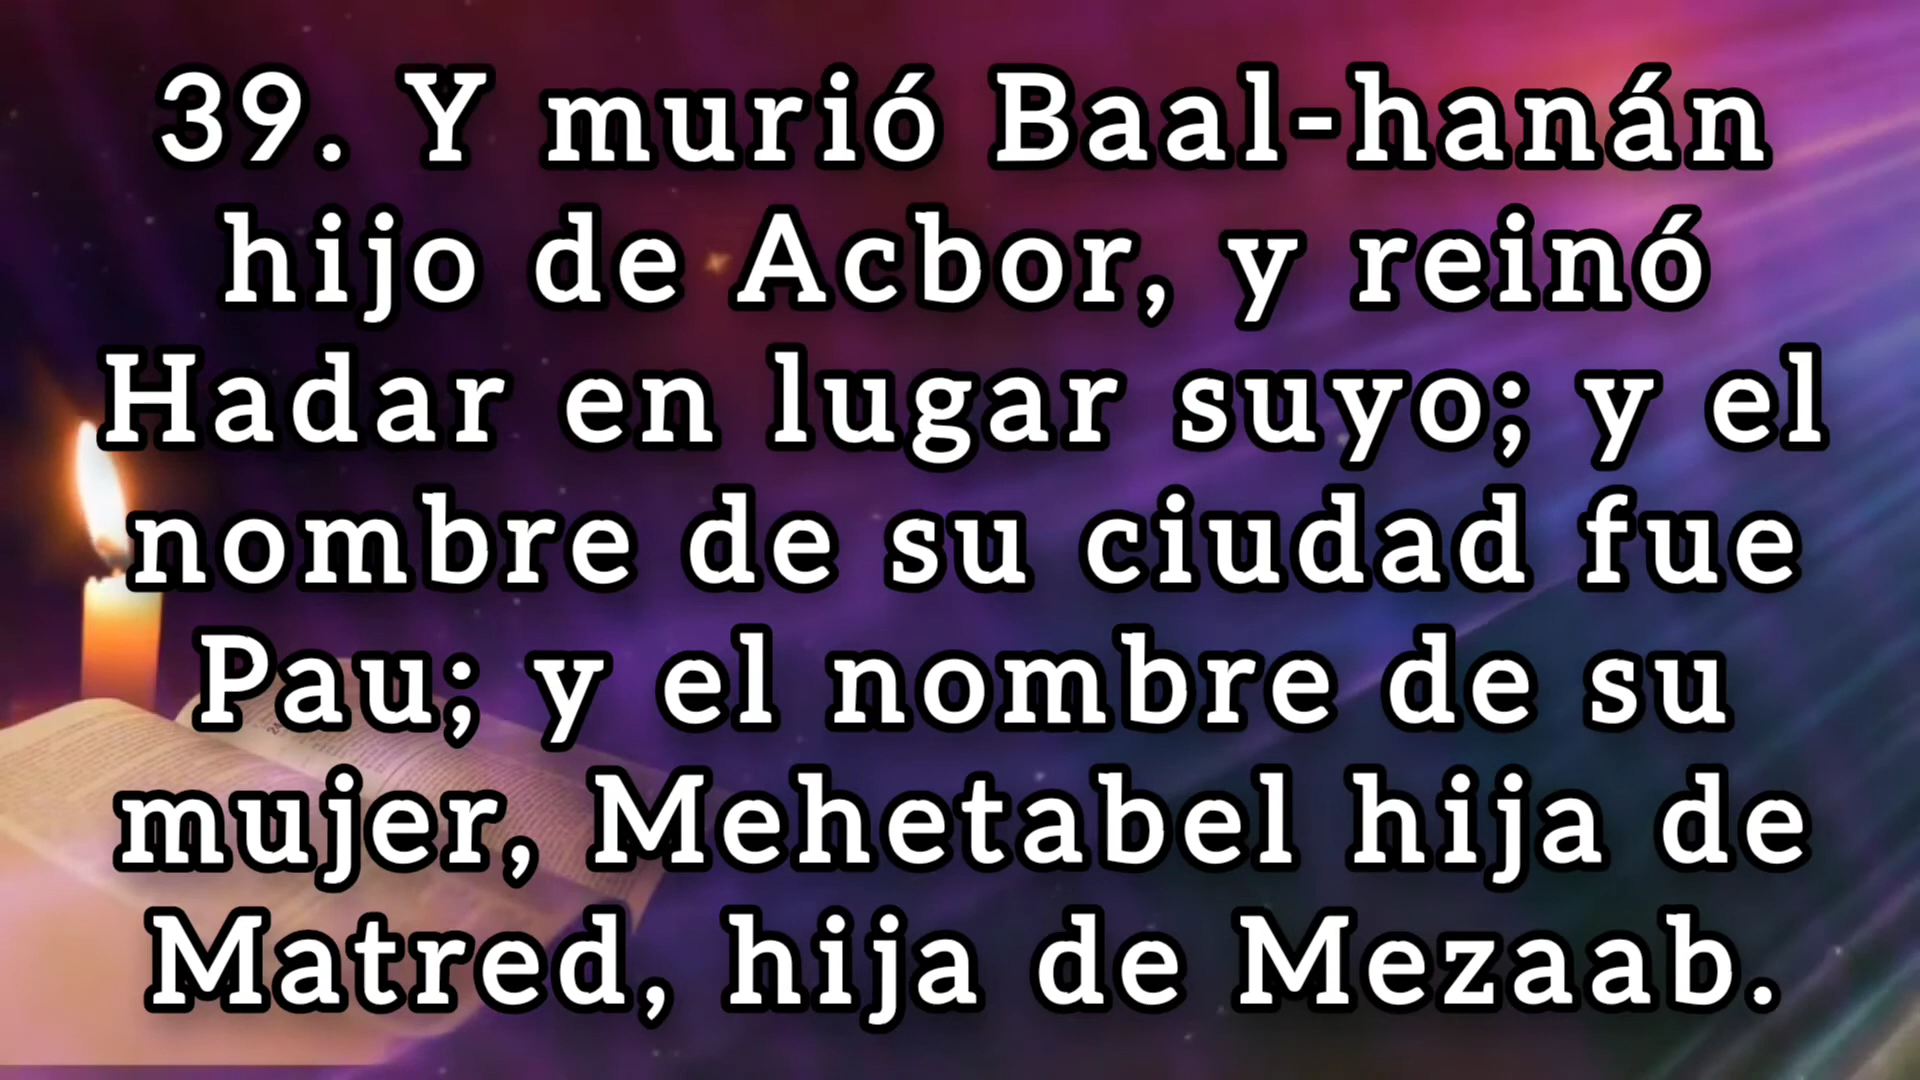 39. Y murió Baal-hanán
hijo de Acbor, y reinó
Hadar en lugar suyo; y el
nombre de su ciudad fue
Pau; y el nombre de su
mujer, Mehetabel hija de
Matred, hija de Mezaab.